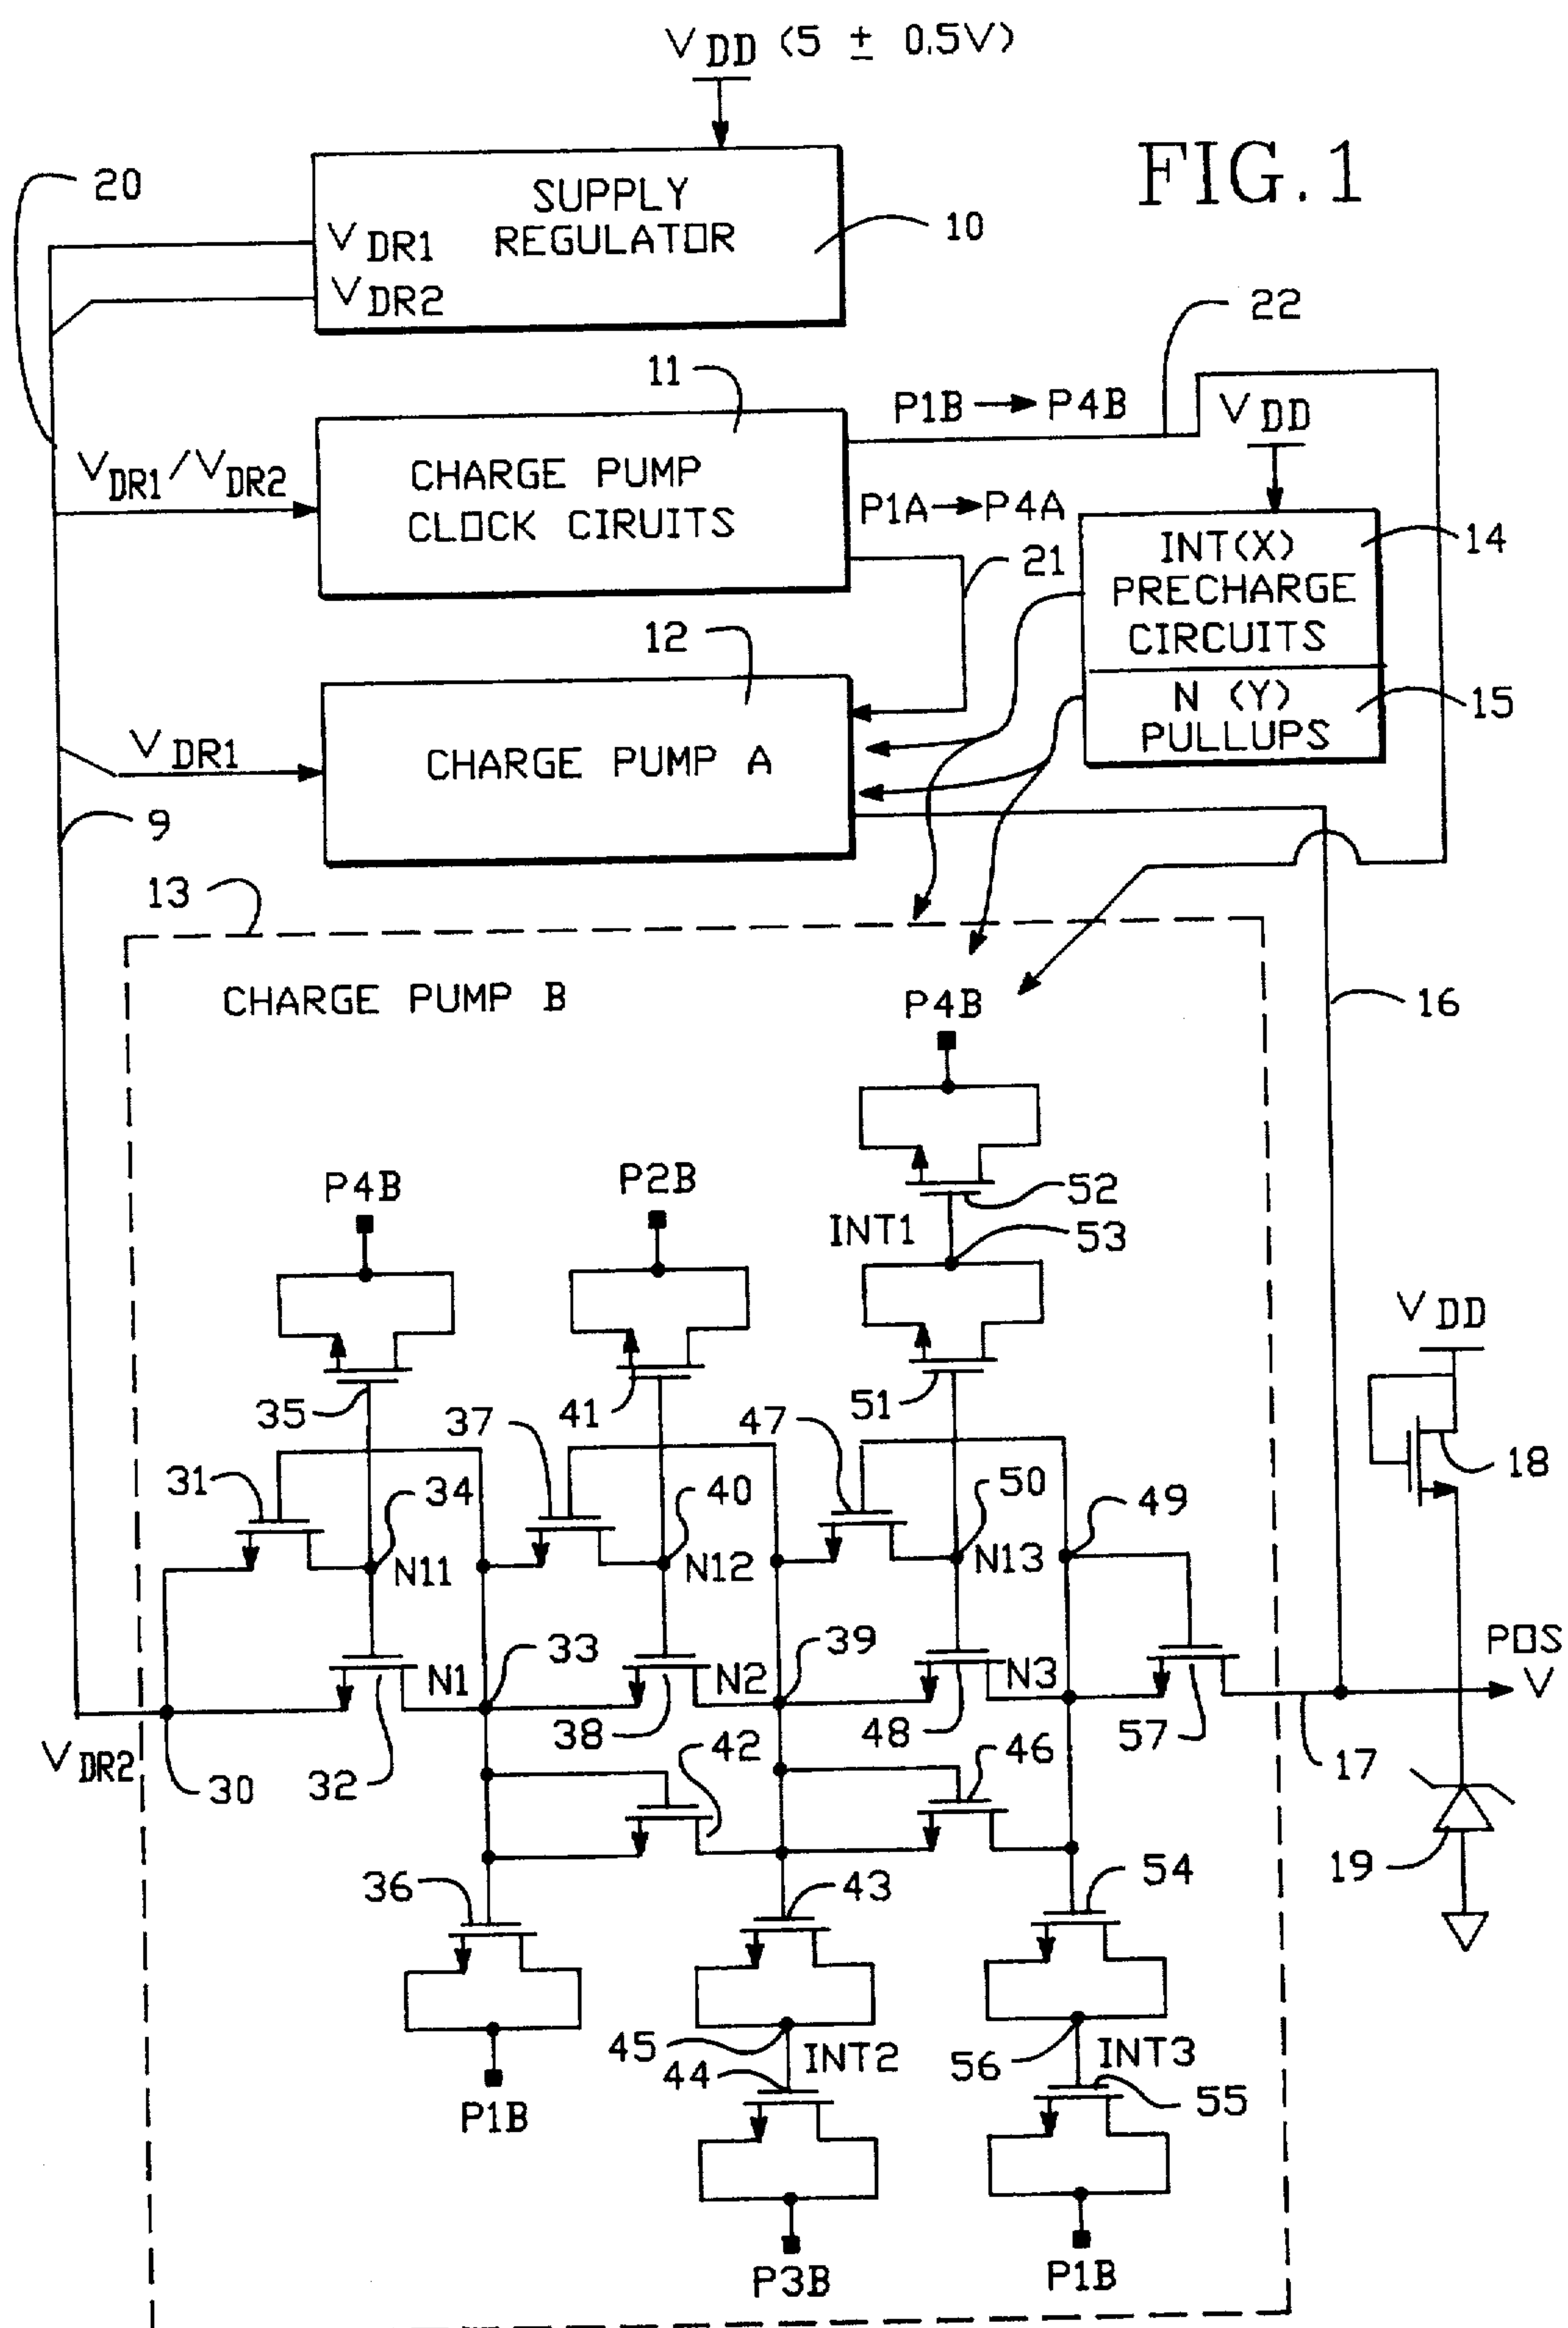 VDD (5 ± 0.5V)
FIG. 1
20
SUPPLY
REGULATOR
10
VDR1
VDR2
22
11
P1B → P4B
VDD
VDR1/VDR2
CHARGE PUMP
CLOCK CIRUITS
P1A→P4A
14
INT(X)
PRECHARGE
CIRCUITS
21
12
N (Y)
PULLUPS
15
VDR1
CHARGE PUMP A
9
13
CHARGE PUMP B
P4B
16
P4B
P2B
52
INT1
53
VDD
35
41
51
37
47
31
34
40
50
49
18
N11
N12
N13
33
39
POS
V
N1
N2
N3
VDR2
30
32
38
42
48
46
57
17
19
36
43
54
45
INT2
56
INT3
44
55
P1B
P3B
P1B